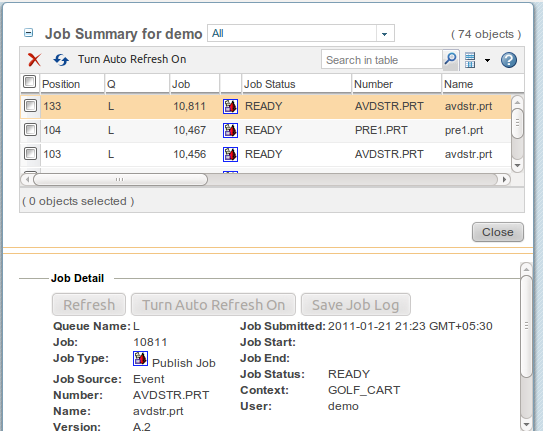 Job Summary for demo All ( 74 objects )
Turn Auto Refresh On Search in table
Position Q Job Job Status Number Name
133 L 10,811 READY AVDSTR.PRT avdstr.prt
104 L 10,467 READY PRE1.PRT pre1.prt
103 L 10,456 READY AVDSTR.PRT avdstr.prt
( 0 objects selected )
Close
Job Detail
Refresh Turn Auto Refresh On Save Job Log
Queue Name: L Job Submitted: 2011-01-21 21:23 GMT+05:30
Job: 10811 Job Start:
Job Type: Publish Job Job End:
Job Source: Event Job Status: READY
Number: AVDSTR.PRT Context: GOLF_CART
Name: avdstr.prt User: demo
Version: A.2